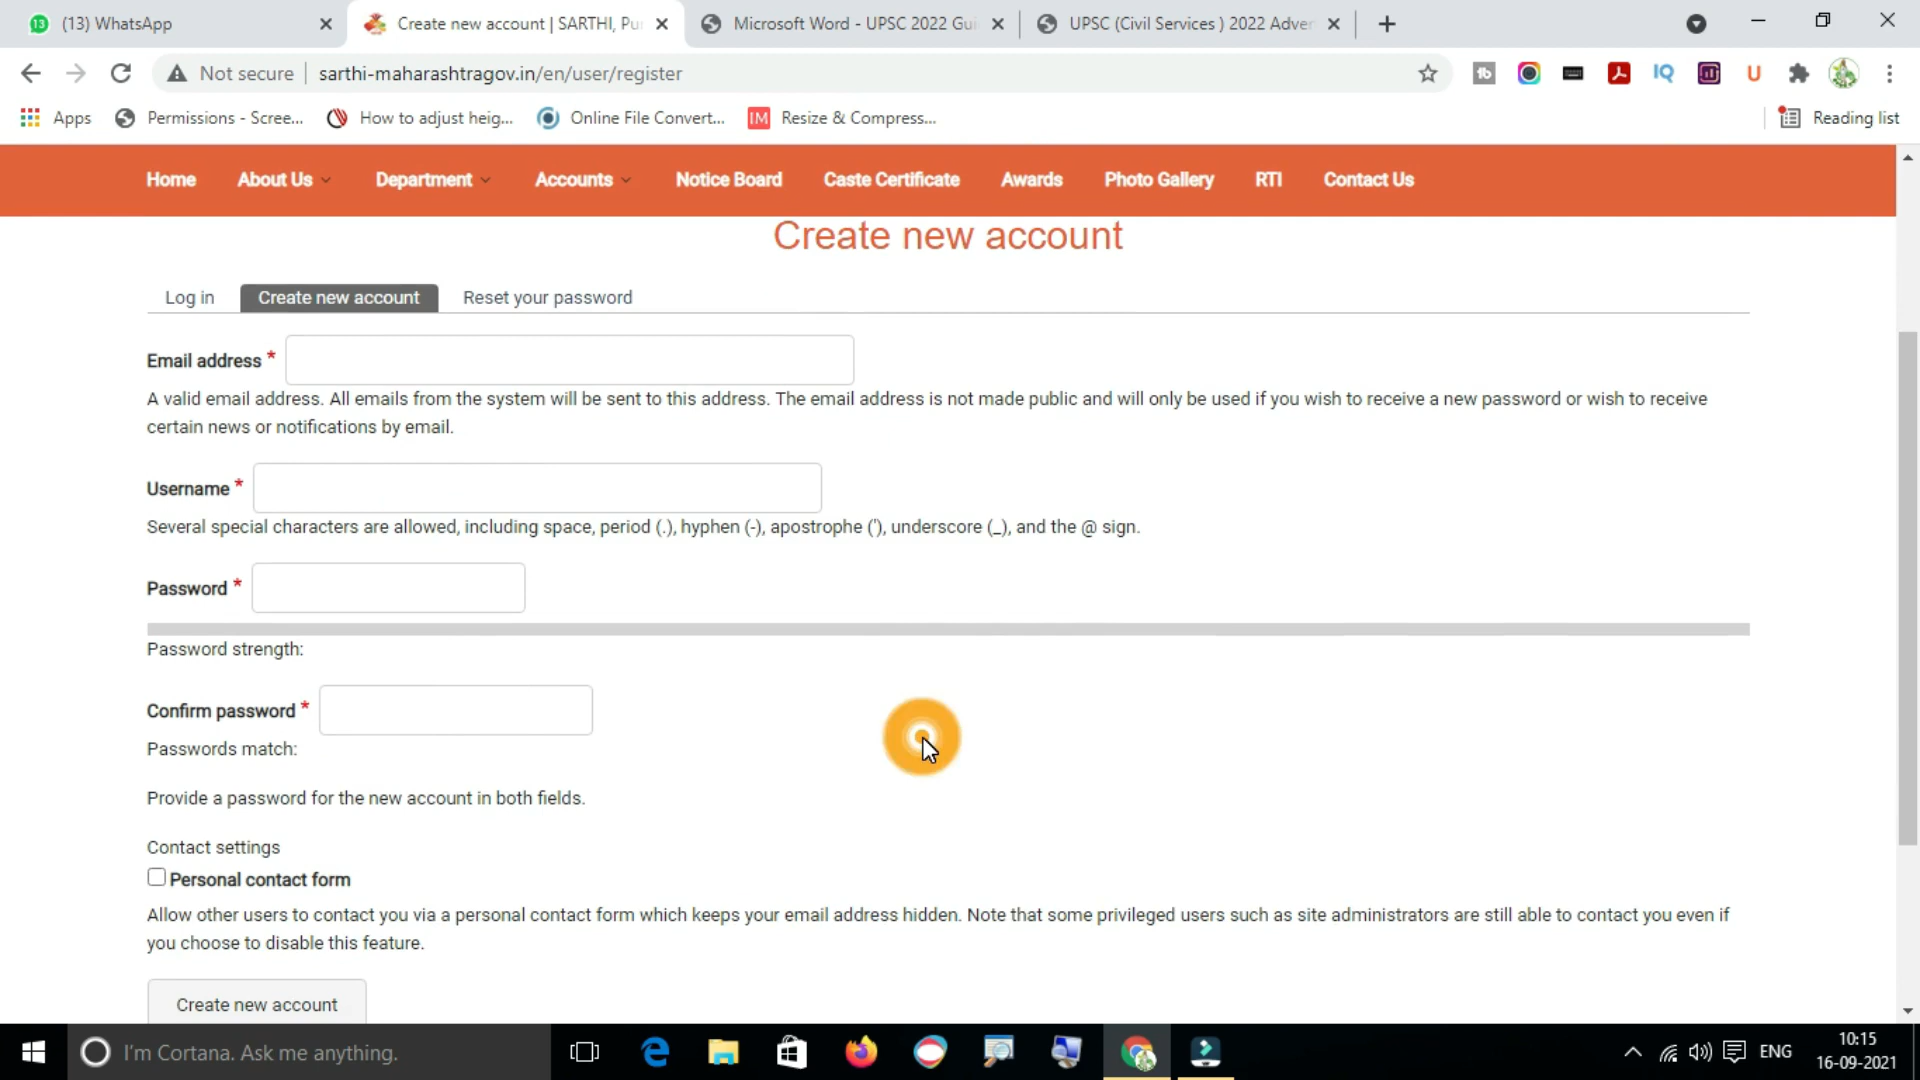 (13) WhatsApp
Create new account | SARTHI, Pu
Microsoft Word - UPSC 2022 Gui
UPSC (Civil Services ) 2022 Adver
Not secure
sarthi-maharashtragov.in/en/user/register
Apps
Permissions - Scree...
How to adjust heig...
Online File Convert...
IM
Resize & Compress...
Reading list
Home
About Us
Department
Accounts
Notice Board
Caste Certificate
Awards
Photo Gallery
RTI
Contact Us
Create new account
Log in
Create new account
Reset your password
Email address *
A valid email address. All emails from the system will be sent to this address. The email address is not made public and will only be used if you wish to receive a new password or wish to receive
certain news or notifications by email.
Username *
Several special characters are allowed, including space, period (.), hyphen (-), apostrophe ('), underscore (_), and the @ sign.
Password *
Password strength:
Confirm password *
Passwords match:
Provide a password for the new account in both fields.
Contact settings
Personal contact form
Allow other users to contact you via a personal contact form which keeps your email address hidden. Note that some privileged users such as site administrators are still able to contact you even if
you choose to disable this feature.
Create new account
I'm Cortana. Ask me anything.
ENG
10:15
16-09-2021